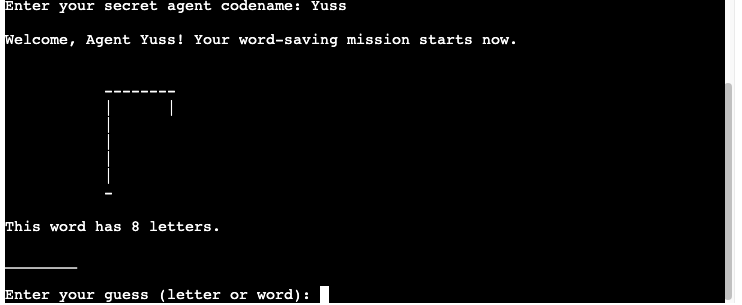 Enter your secret agent codename: Yuss
Welcome, Agent Yuss! Your word-saving mission starts now.
--------
|      |
|
|
|
|
-
This word has 8 letters.
________
Enter your guess (letter or word):